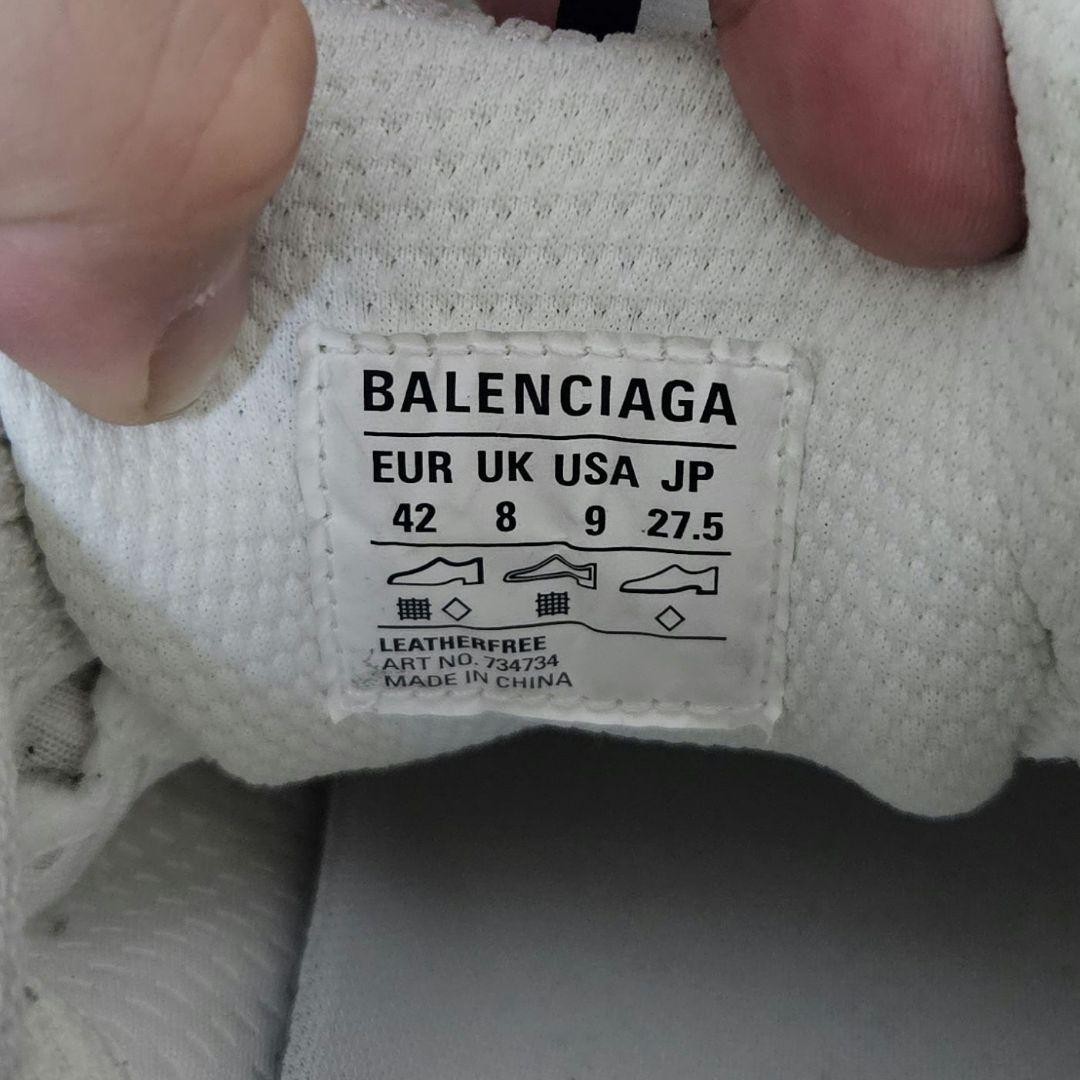 BALENCIAGA
EUR UK USA JP
42 8 9 27.5
LEATHERFREE
ART NO. 734734
MADE IN CHINA